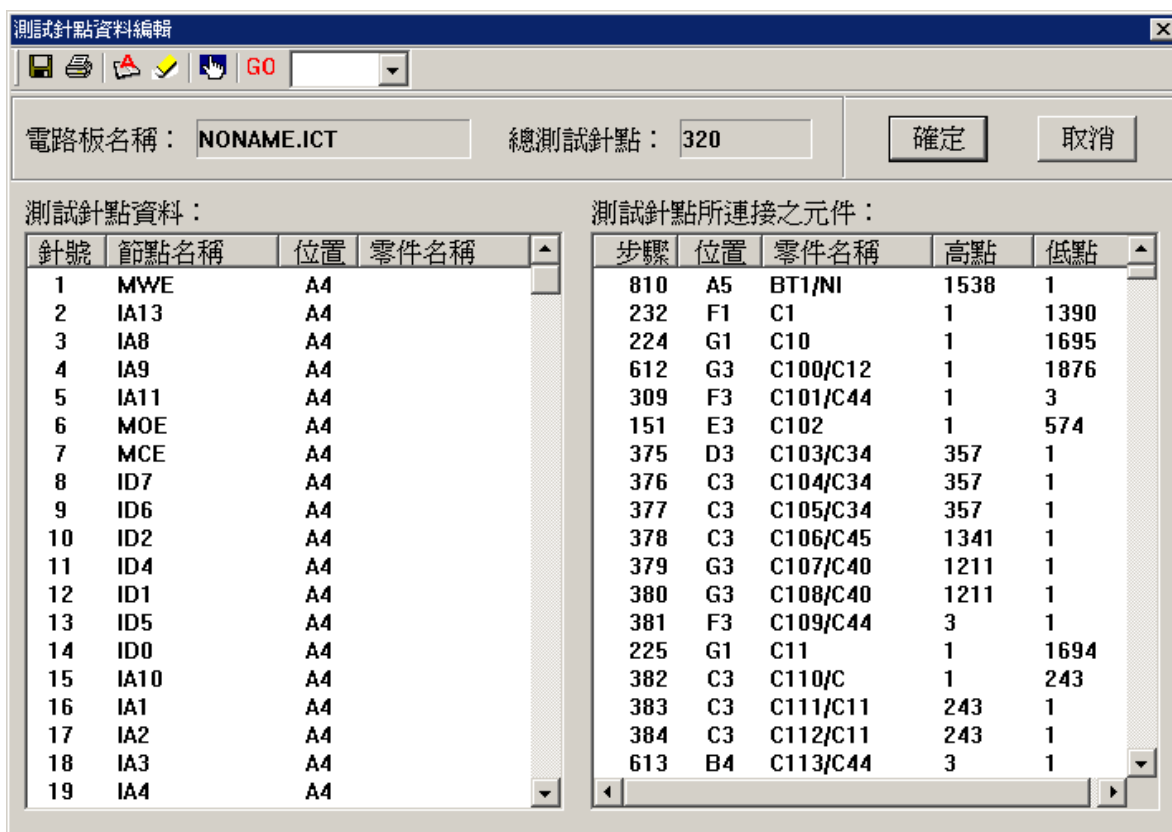 測試針點資料編輯
GO
電路板名稱： NONAME.ICT 總測試針點： 320 確定 取消
測試針點資料：
針號 節點名稱 位置 零件名稱
1 MWE A4
2 IA13 A4
3 IA8 A4
4 IA9 A4
5 IA11 A4
6 MOE A4
7 MCE A4
8 ID7 A4
9 ID6 A4
10 ID2 A4
11 ID4 A4
12 ID1 A4
13 ID5 A4
14 ID0 A4
15 IA10 A4
16 IA1 A4
17 IA2 A4
18 IA3 A4
19 IA4 A4
測試針點所連接之元件：
步驟 位置 零件名稱 高點 低點
810 A5 BT1/NI 1538 1
232 F1 C1 1 1390
224 G1 C10 1 1695
612 G3 C100/C12 1 1876
309 F3 C101/C44 1 3
151 E3 C102 1 574
375 D3 C103/C34 357 1
376 C3 C104/C34 357 1
377 C3 C105/C34 357 1
378 C3 C106/C45 1341 1
379 G3 C107/C40 1211 1
380 G3 C108/C40 1211 1
381 F3 C109/C44 3 1
225 G1 C11 1 1694
382 C3 C110/C 1 243
383 C3 C111/C11 243 1
384 C3 C112/C11 243 1
613 B4 C113/C44 3 1